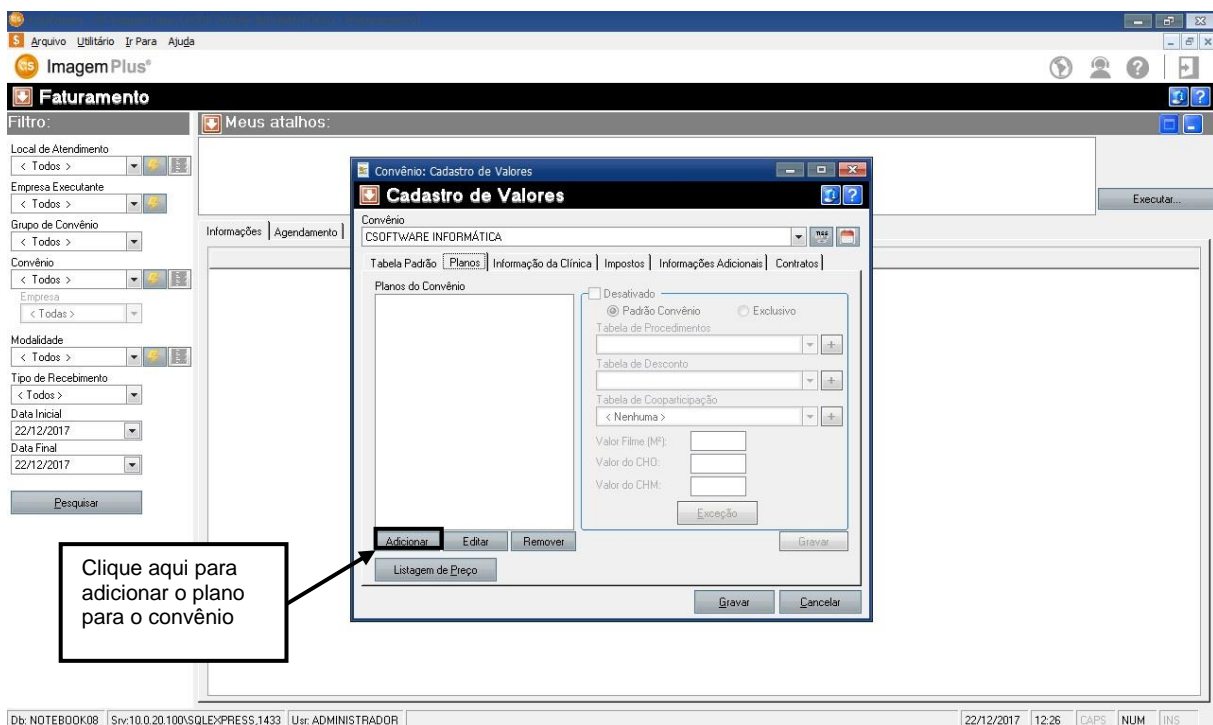 Arquivo Utilitário Ir Para Ajuda
ImagemPlus®
Faturamento
Filtro:
Meus atalhos:
Local de Atendimento
< Todos >
Empresa Executante
< Todos >
Grupo de Convênio
< Todos >
Convênio
< Todos >
Empresa
< Todas >
Modalidade
< Todos >
Tipo de Recebimento
< Todos >
Data Inicial
22/12/2017
Data Final
22/12/2017
Pesquisar
Executar...
Informações Agendamento
Convênio: Cadastro de Valores
Cadastro de Valores
Convênio
CSOFTWARE INFORMÁTICA
Tabela Padrão Planos Informação da Clínica Impostos Informações Adicionais Contratos
Planos do Convênio
Desativado
Padrão Convênio Exclusivo
Tabela de Procedimentos
Tabela de Desconto
Tabela de Cooparticipação
< Nenhuma >
Valor Filme (M²):
Valor do CHO:
Valor do CHM:
Exceção
Adicionar Editar Remover Gravar
Listagem de Preço
Gravar Cancelar
Clique aqui para
adicionar o plano
para o convênio
Db: NOTEBOOK08 Srv:10.0.20.100\SQLEXPRESS,1433 Usr: ADMINISTRADOR 22/12/2017 12:26 CAPS NUM INS